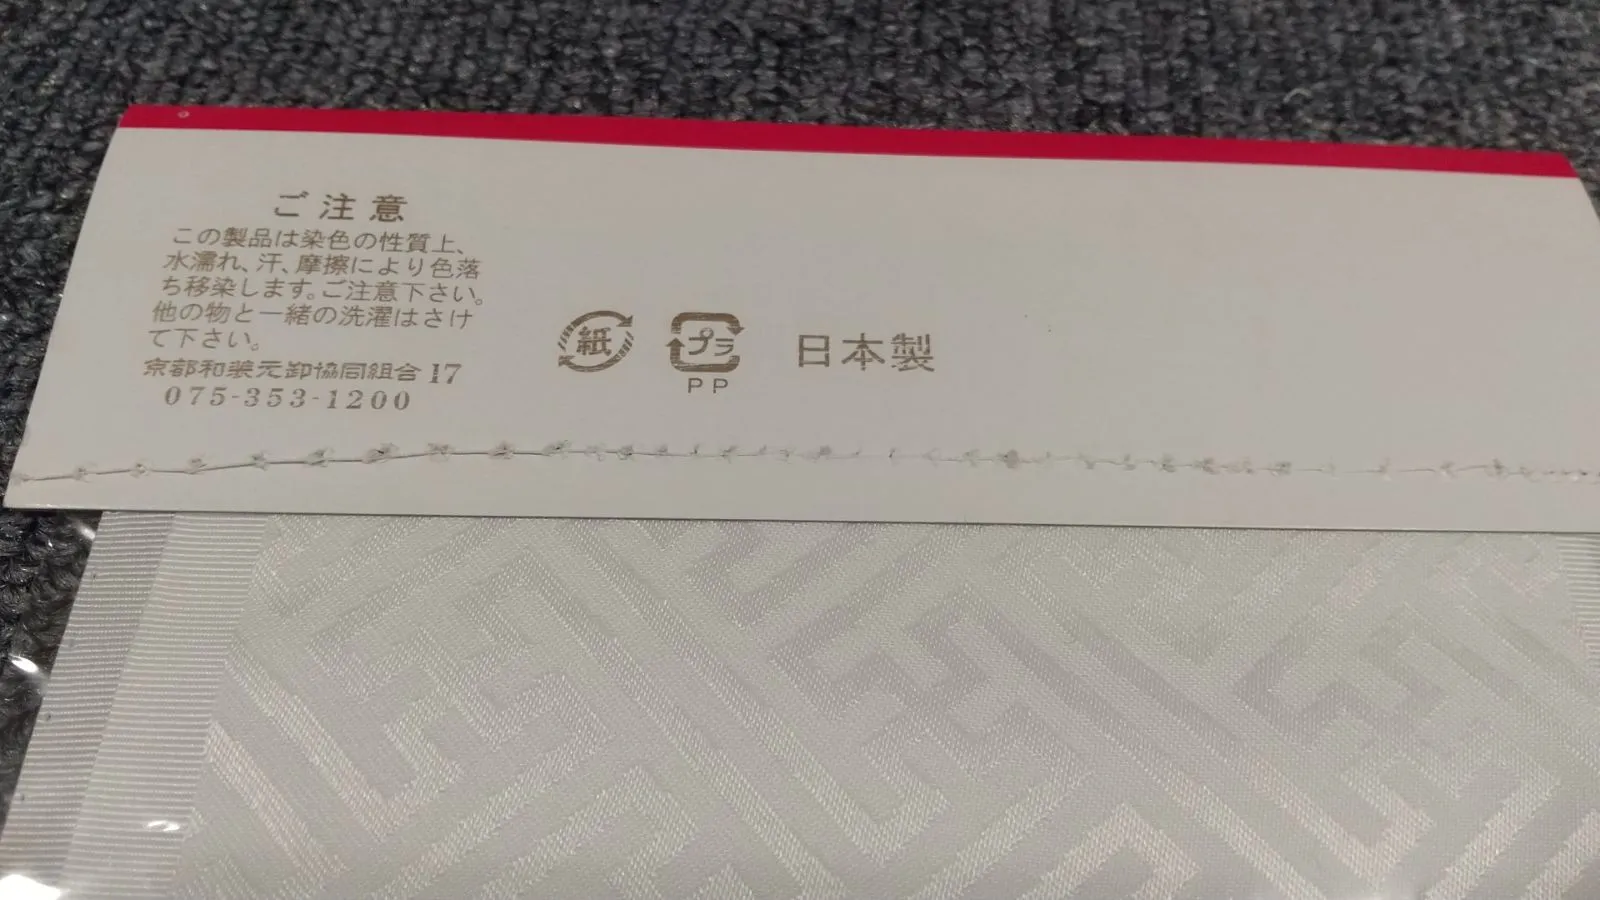 ご注意
この製品は染色の性質上、
水濡れ、汗、摩擦により色落
ち移染します。ご注意下さい。
他の物と一緒の洗濯はさけ
て下さい。
京都和装元卸協同組合 17
075-353-1200
紙
プラ
PP
日本製